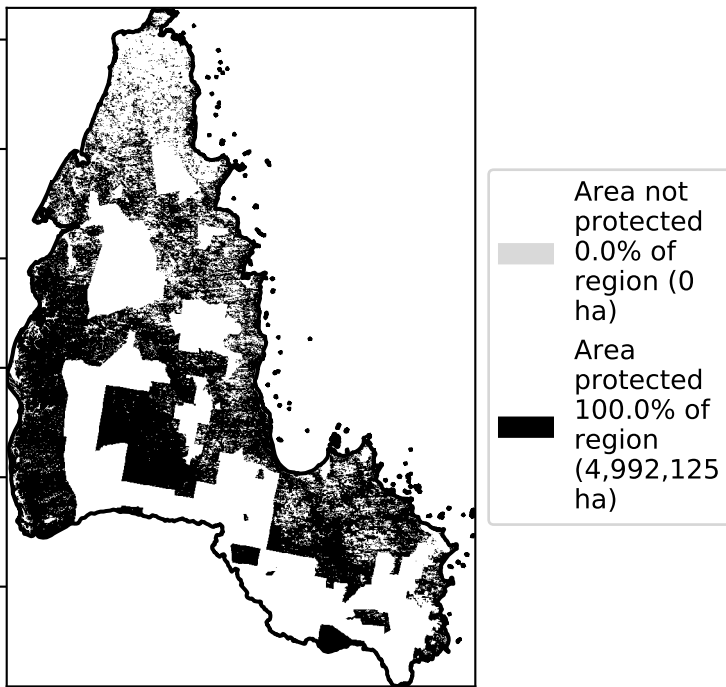 Area not
protected
0.0% of
region (0
ha)
Area
protected
100.0% of
region
(4,992,125
ha)